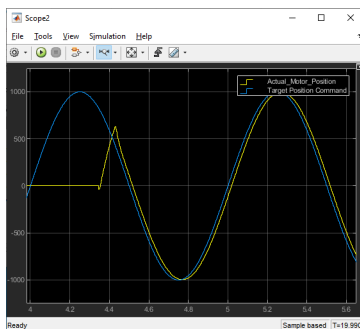 Scope2
File Tools View Simulation Help
Actual_Motor_Position
Target Position Command
1000
500
0
-500
-1000
4 4.2 4.4 4.6 4.8 5 5.2 5.4 5.6
Ready Sample based